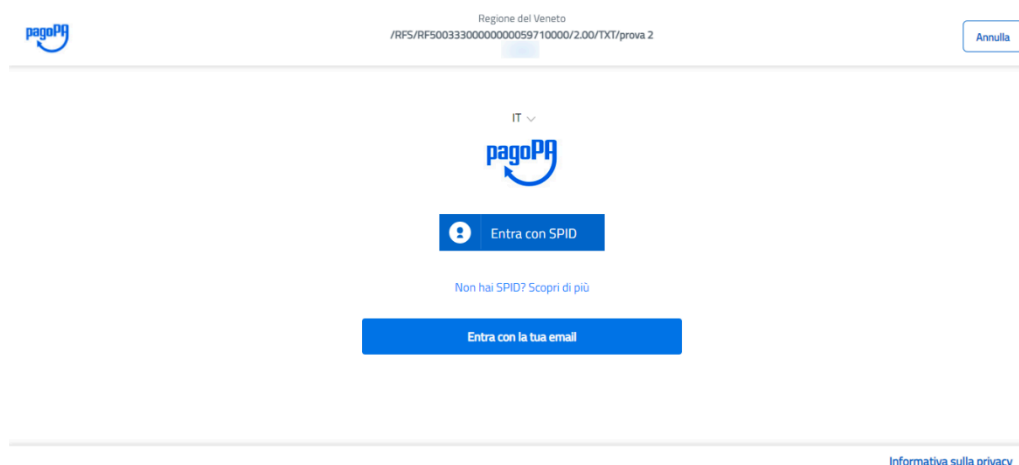 pagoPA
Regione del Veneto
/RFS/RF5003330000000059710000/2.00/TXT/prova 2
Annulla
IT
pagoPA
Entra con SPID
Non hai SPID? Scopri di più
Entra con la tua email
Informativa sulla privacy